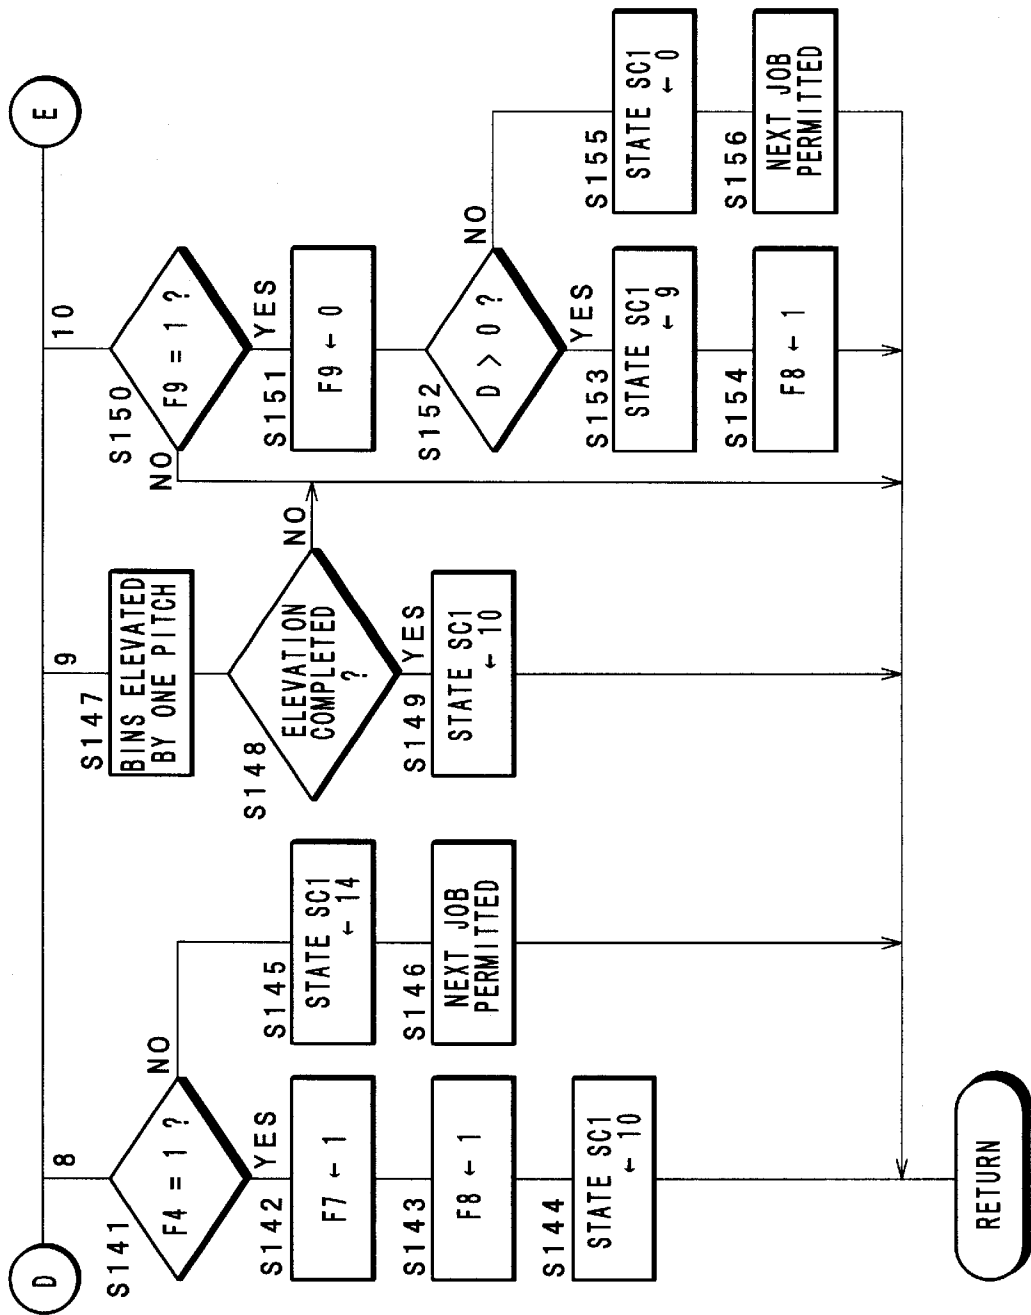 D
E
8
S141
F4 = 1 ?
NO
YES
S142
F7 ← 1
S143
F8 ← 1
S144
STATE SC1
← 10
S145
STATE SC1
← 14
S146
NEXT JOB
PERMITTED
9
S147
BINS ELEVATED
BY ONE PITCH
S148
ELEVATION
COMPLETED
?
NO
YES
S149
STATE SC1
← 10
10
S150
F9 = 1 ?
NO
YES
S151
F9 ← 0
S152
D > 0 ?
NO
YES
S153
STATE SC1
← 9
S154
F8 ← 1
S155
STATE SC1
← 0
S156
NEXT JOB
PERMITTED
RETURN